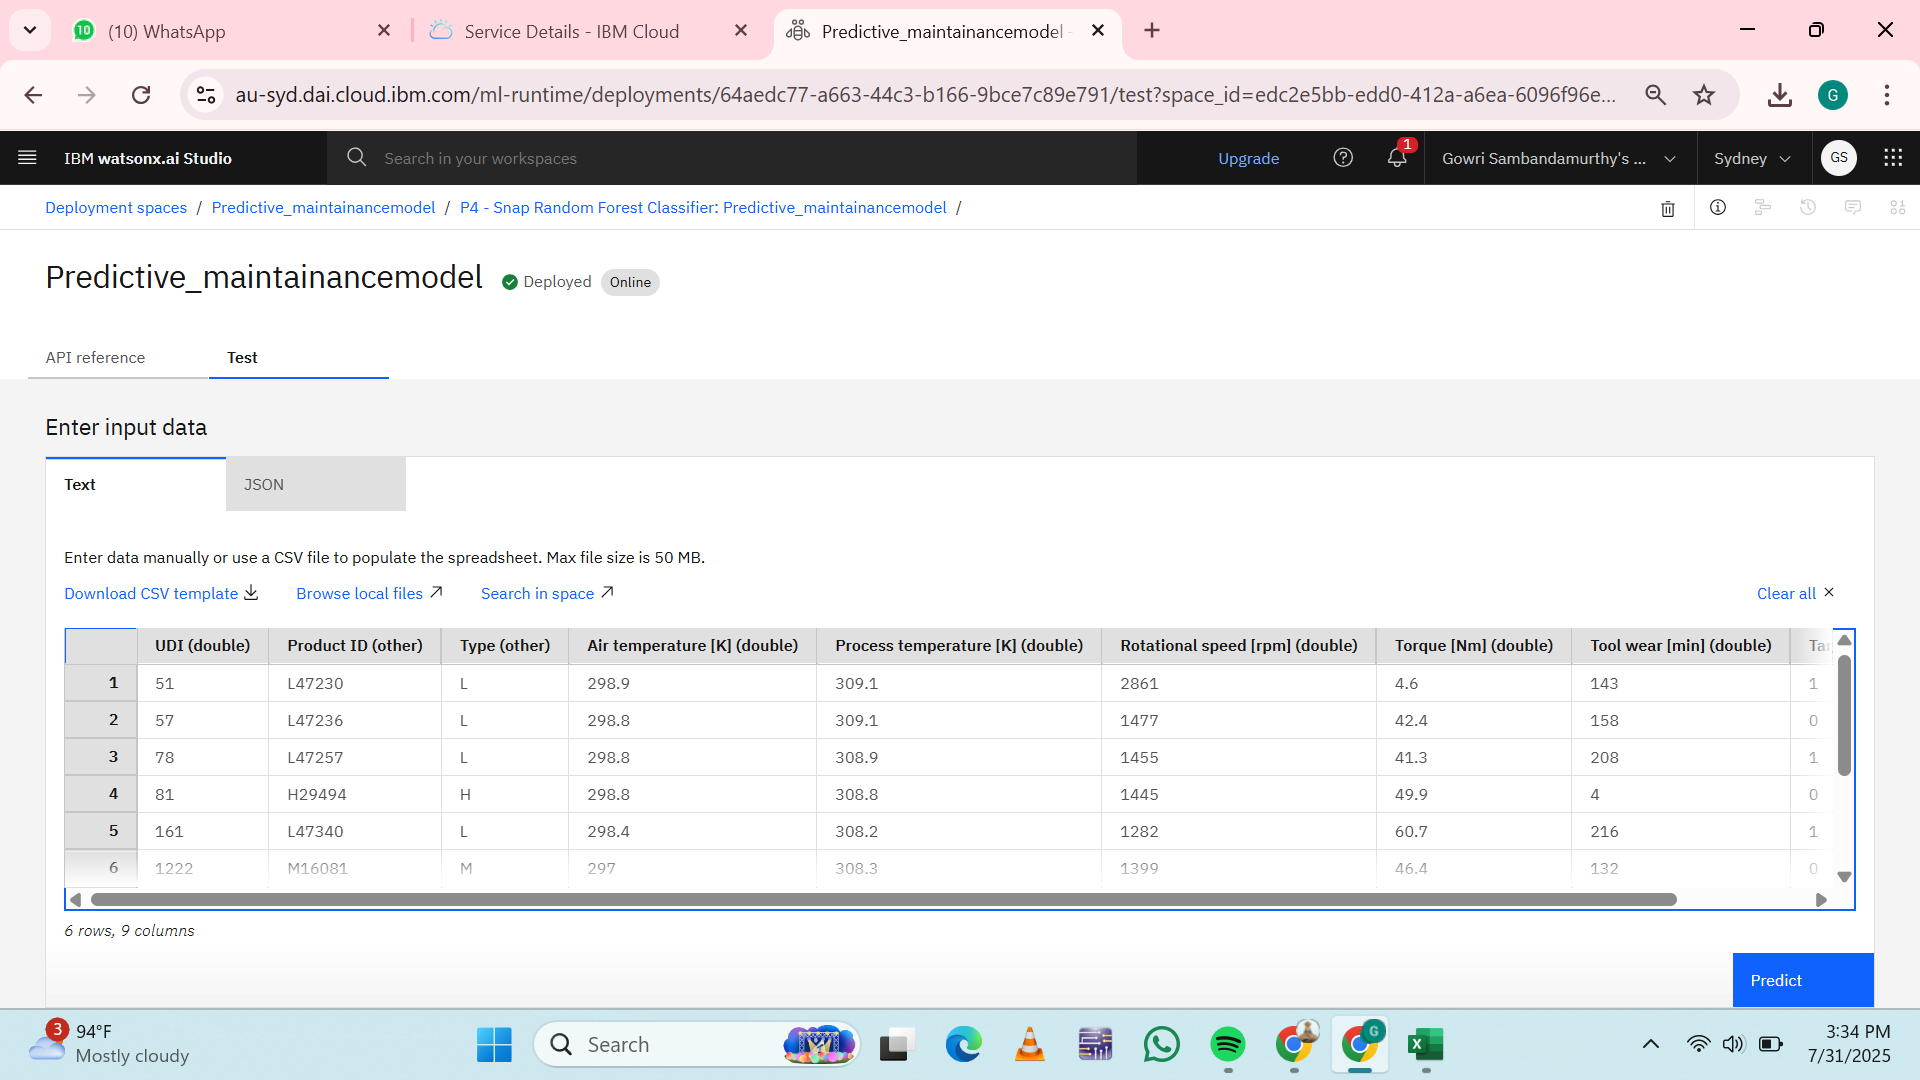 10 (10) WhatsApp
Service Details - IBM Cloud
Predictive_maintainancemodel -
au-syd.dai.cloud.ibm.com/ml-runtime/deployments/64aedc77-a663-44c3-b166-9bce7c89e791/test?space_id=edc2e5bb-edd0-412a-a6ea-6096f96e... G
IBM watsonx.ai Studio Search in your workspaces Upgrade 1 Gowri Sambandamurthy's ... Sydney GS
Deployment spaces / Predictive_maintainancemodel / P4 - Snap Random Forest Classifier: Predictive_maintainancemodel /
Predictive_maintainancemodel Deployed Online
API reference Test
Enter input data
Text JSON
Enter data manually or use a CSV file to populate the spreadsheet. Max file size is 50 MB.
Download CSV template Browse local files Search in space Clear all
UDI (double) Product ID (other) Type (other) Air temperature [K] (double) Process temperature [K] (double) Rotational speed [rpm] (double) Torque [Nm] (double) Tool wear [min] (double) Ta
1 51 L47230 L 298.9 309.1 2861 4.6 143 1
2 57 L47236 L 298.8 309.1 1477 42.4 158 0
3 78 L47257 L 298.8 308.9 1455 41.3 208 1
4 81 H29494 H 298.8 308.8 1445 49.9 4 0
5 161 L47340 L 298.4 308.2 1282 60.7 216 1
6 1222 M16081 M 297 308.3 1399 46.4 132 0
6 rows, 9 columns
Predict
3 94°F
Mostly cloudy
Search
G
3:34 PM
7/31/2025